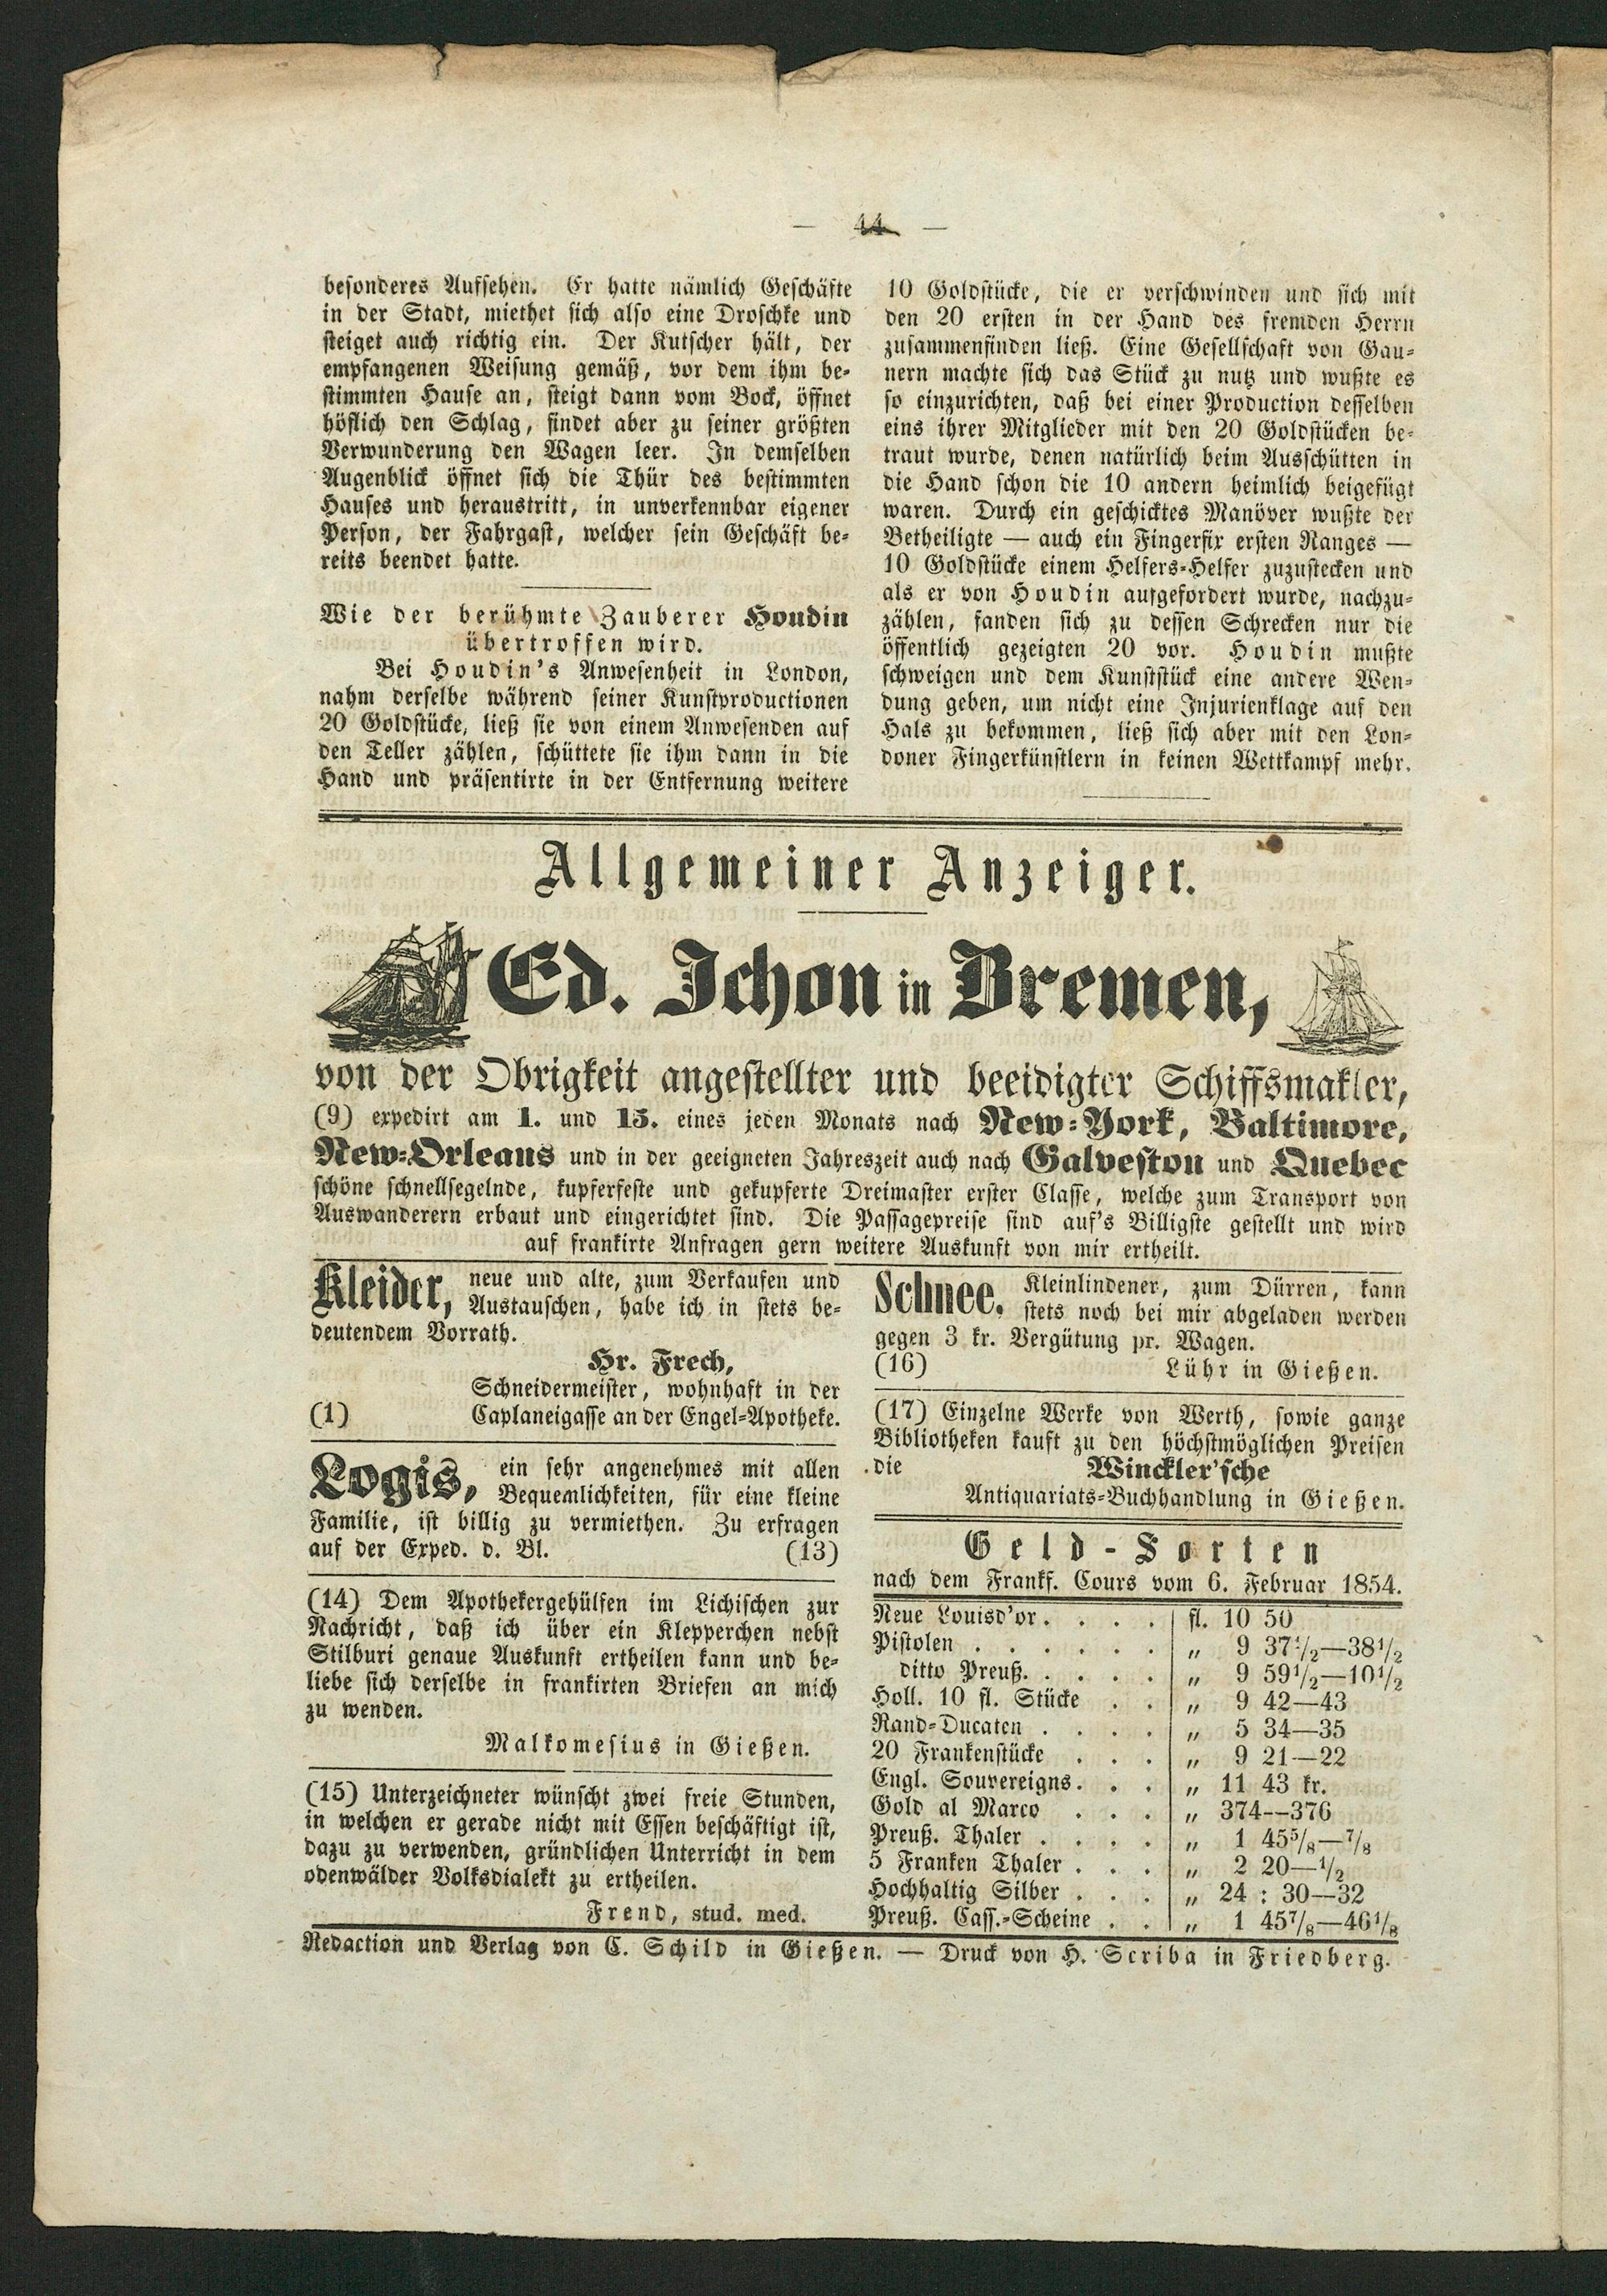 — 44 —
besonderes Aufsehen. Er hatte nämlich Geschäfte
in der Stadt, miethet sich also eine Droschke und
steiget auch richtig ein. Der Kutscher hält, der
empfangenen Weisung gemäß, vor dem ihm be-
stimmten Hause an, steigt dann vom Bock, öffnet
höflich den Schlag, findet aber zu seiner größten
Verwunderung den Wagen leer. In demselben
Augenblick öffnet sich die Thür des bestimmten
Hauses und heraustritt, in unverkennbar eigener
Person, der Fahrgast, welcher sein Geschäft be-
reits beendet hatte.
Wie der berühmte Zauberer Houdin
übertroffen wird.
Bei Houdin's Anwesenheit in London,
nahm derselbe während seiner Kunstproductionen
20 Goldstücke, ließ sie von einem Anwesenden auf
den Teller zählen, schüttete sie ihm dann in die
Hand und präsentirte in der Entfernung weitere
10 Goldstücke, die er verschwinden und sich mit
den 20 ersten in der Hand des fremden Herrn
zusammenfinden ließ. Eine Gesellschaft von Gau-
nern machte sich das Stück zu nutz und wußte es
so einzurichten, daß bei einer Production desselben
eins ihrer Mitglieder mit den 20 Goldstücken be-
traut wurde, denen natürlich beim Ausschütten in
die Hand schon die 10 andern heimlich beigefügt
waren. Durch ein geschicktes Manöver wußte der
Betheiligte — auch ein Fingerfix ersten Ranges —
10 Goldstücke einem Helfers-Helfer zuzustecken und
als er von Houdin aufgefordert wurde, nachzu-
zählen, fanden sich zu dessen Schrecken nur die
öffentlich gezeigten 20 vor. Houdin mußte
schweigen und dem Kunststück eine andere Wen-
dung geben, um nicht eine Injurienklage auf den
Hals zu bekommen, ließ sich aber mit den Lon-
doner Fingerkünstlern in keinen Wettkampf mehr.
Allgemeiner Anzeiger.
Ed. Ichon in Bremen,
von der Obrigkeit angestellter und beeidigter Schiffsmakler,
(9) expedirt am 1. und 15. eines jeden Monats nach New-York, Baltimore,
New-Orleans und in der geeigneten Jahreszeit auch nach Galveston und Quebec
schöne schnellsegelnde, kupferfeste und gekupferte Dreimaster erster Classe, welche zum Transport von
Auswanderern erbaut und eingerichtet sind. Die Passagepreise sind auf's Billigste gestellt und wird
auf frankirte Anfragen gern weitere Auskunft von mir ertheilt.
Kleider, neue und alte, zum Verkaufen und
Austauschen, habe ich in stets be-
deutendem Vorrath.
Hr. Frech,
Schneidermeister, wohnhaft in der
(1) Caplaneigasse an der Engel-Apotheke.
Logis, ein sehr angenehmes mit allen
Bequemlichkeiten, für eine kleine
Familie, ist billig zu vermiethen. Zu erfragen
auf der Exped. d. Bl. (13)
(14) Dem Apothekergehülfen im Lichischen zur
Nachricht, daß ich über ein Klepperchen nebst
Stilburi genaue Auskunft ertheilen kann und be-
liebe sich derselbe in frankirten Briefen an mich
zu wenden.
Malkomesius in Gießen.
(15) Unterzeichneter wünscht zwei freie Stunden,
in welchen er gerade nicht mit Essen beschäftigt ist,
dazu zu verwenden, gründlichen Unterricht in dem
odenwälder Volksdialekt zu ertheilen.
Frend, stud. med.
Schnee, Kleinlindener, zum Dürren, kann
stets noch bei mir abgeladen werden
gegen 3 kr. Vergütung pr. Wagen.
(16) Lühr in Gießen.
(17) Einzelne Werke von Werth, sowie ganze
Bibliotheken kauft zu den höchstmöglichen Preisen
die Winckler'sche
Antiquariats-Buchhandlung in Gießen.
Geld-Sorten
nach dem Frankf. Cours vom 6. Februar 1854.
Neue Louisd'or. . . . . fl. 10 50
Pistolen . . . . . . „ 9 37½—38½
ditto Preuß. . . . . „ 9 59½—10½
Holl. 10 fl. Stücke . . „ 9 42—43
Rand-Ducaten . . . . „ 5 34—35
20 Frankenstücke . . . „ 9 21—22
Engl. Souvereigns. . . „ 11 43 kr.
Gold al Marco . . . „ 374—376
Preuß. Thaler . . . . „ 1 45⅝—⅞
5 Franken Thaler . . . „ 2 20—½
Hochhaltig Silber . . . „ 24 : 30—32
Preuß. Cass.-Scheine . . „ 1 45⅞—46⅛
Redaction und Verlag von C. Schild in Gießen. — Druck von H. Scriba in Friedberg.